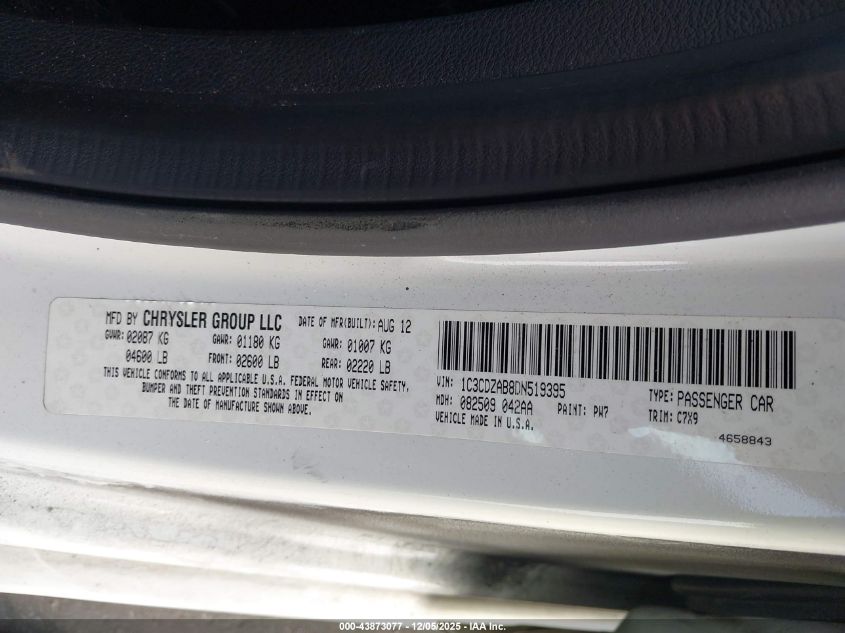 MFD BY CHRYSLER GROUP LLC DATE OF MFR(BUILT): AUG 12
GVWR: 02087 KG GAWR: 01180 KG GAWR: 01007 KG
04600 LB FRONT: 02600 LB REAR: 02220 LB
THIS VEHICLE CONFORMS TO ALL APPLICABLE U.S.A. FEDERAL MOTOR VEHICLE SAFETY,
BUMPER AND THEFT PREVENTION STANDARDS IN EFFECT ON
THE DATE OF MANUFACTURE SHOWN ABOVE.
VIN: 1C3CDZAB8DN519395 TYPE: PASSENGER CAR
MDH: 082509 042AA PAINT: PW7 TRIM: C7X9
VEHICLE MADE IN U.S.A.
4658843
000-43873077 - 12/05/2025 - IAA Inc.